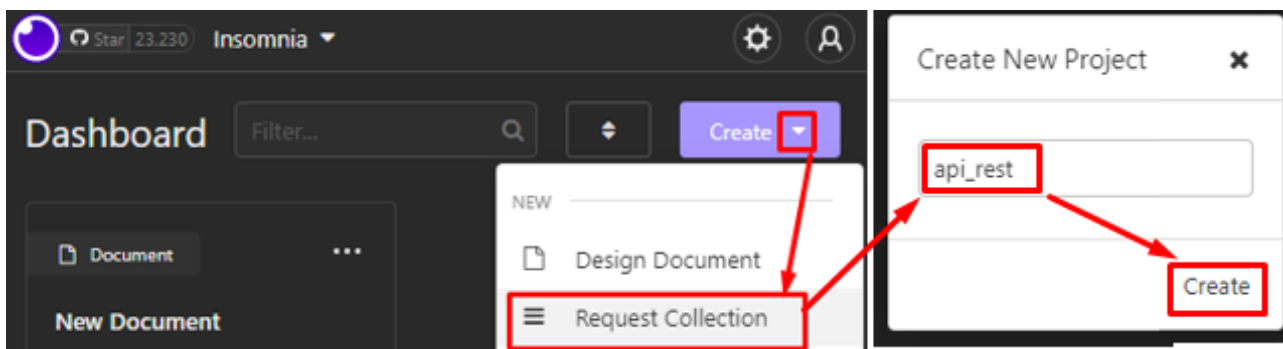 Star 23.230 Insomnia
Dashboard Filter... Create
NEW
Document
Design Document
New Document
Request Collection
Create New Project
api_rest
Create